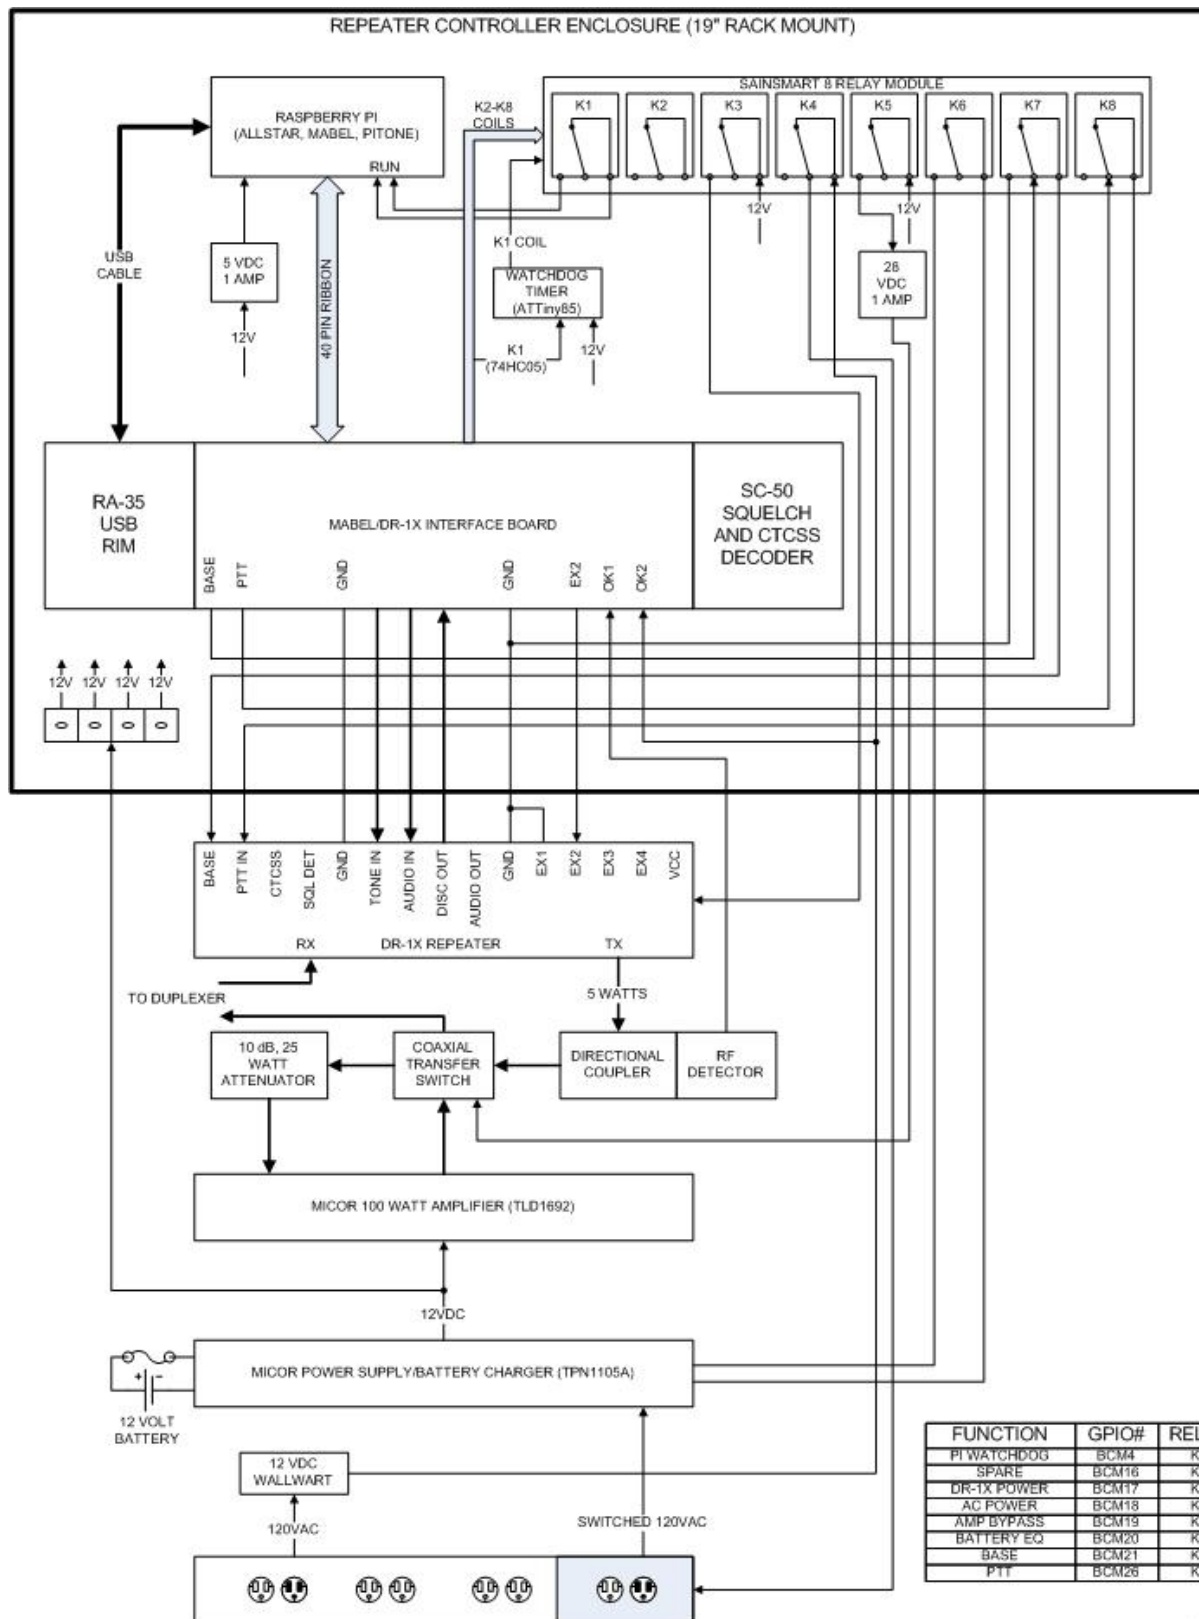 REPEATER CONTROLLER ENCLOSURE (19" RACK MOUNT)
SAINSMART 8 RELAY MODULE
K1 K2 K3 K4 K5 K6 K7 K8
K2-K8
COILS
RASPBERRY PI
(ALLSTAR, MABEL, PITONE)
RUN
12V
12V
K1 COIL
USB
CABLE
5 VDC
1 AMP
40 PIN RIBBON
WATCHDOG
TIMER
(ATTiny85)
28
VDC
1 AMP
12V
K1
(74HC05)
12V
RA-35
USB
RIM
MABEL/DR-1X INTERFACE BOARD
SC-50
SQUELCH
AND CTCSS
DECODER
BASE
PTT
GND
GND
EX2
OK1
OK2
12V 12V 12V 12V
0 0 0 0
BASE
PTT IN
CTCSS
SQL DET
GND
TONE IN
AUDIO IN
DISC OUT
AUDIO OUT
GND
EX1
EX2
EX3
EX4
VCC
RX DR-1X REPEATER TX
TO DUPLEXER
5 WATTS
10 dB, 25
WATT
ATTENUATOR
COAXIAL
TRANSFER
SWITCH
DIRECTIONAL
COUPLER
RF
DETECTOR
MICOR 100 WATT AMPLIFIER (TLD1692)
12VDC
MICOR POWER SUPPLY/BATTERY CHARGER (TPN1105A)
+ -
12 VOLT
BATTERY
12 VDC
WALLWART
120VAC
SWITCHED 120VAC
FUNCTION GPIO# REL
PI WATCHDOG BCM4 K
SPARE BCM16 K
DR-1X POWER BCM17 K
AC POWER BCM18 K
AMP BYPASS BCM19 K
BATTERY EQ BCM20 K
BASE BCM21 K
PTT BCM26 K